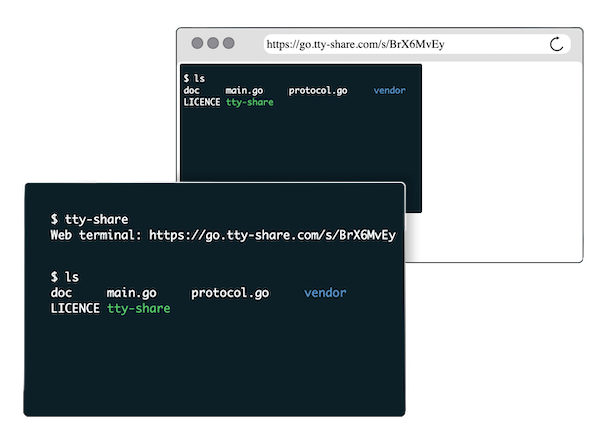 https://go.tty-share.com/s/BrX6MvEy
$ ls
doc main.go protocol.go vendor
LICENCE tty-share
$ tty-share
Web terminal: https://go.tty-share.com/s/BrX6MvEy
$ ls
doc main.go protocol.go vendor
LICENCE tty-share